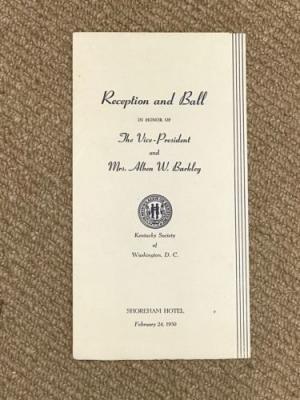 Reception and Ball
IN HONOR OF
The Vice-President
and
Mrs. Alben W. Barkley
Kentucky Society
of
Washington, D. C.
SHOREHAM HOTEL
February 24, 1950